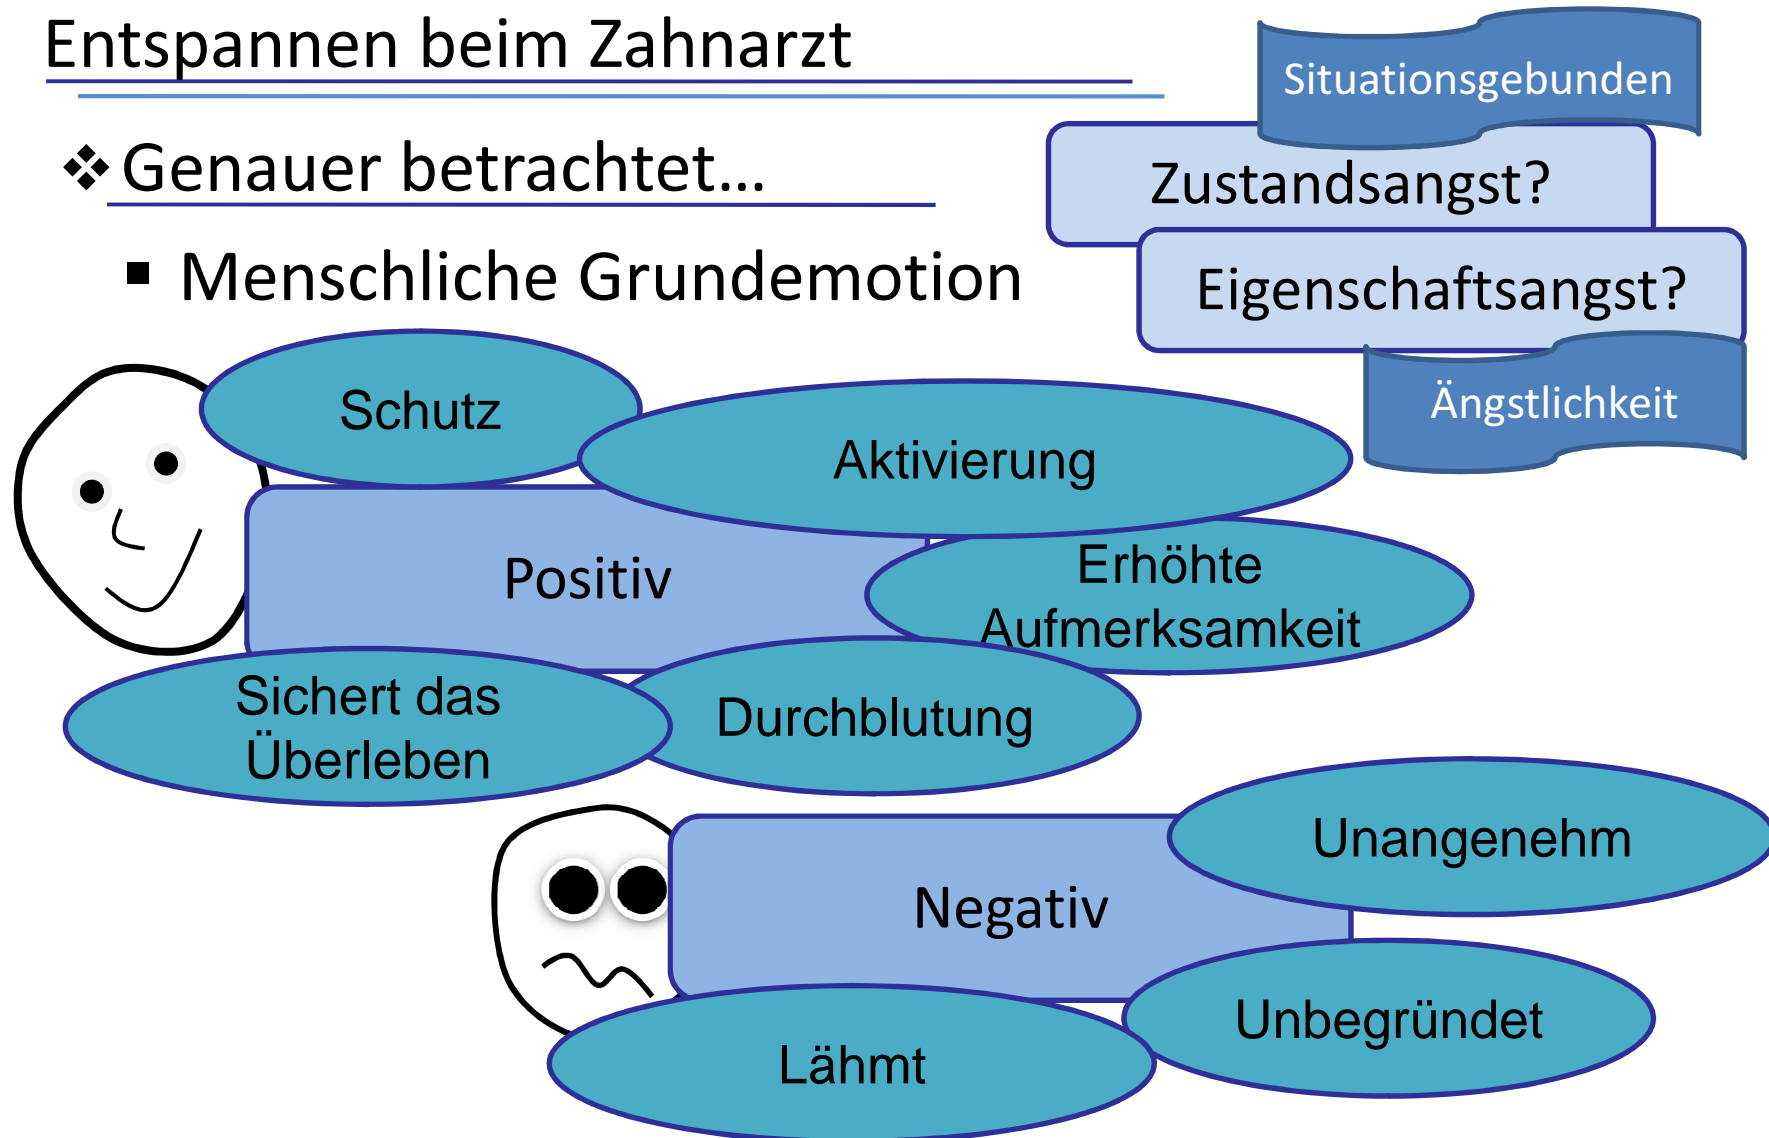 Entspannen beim Zahnarzt
Situationsgebunden
❖ Genauer betrachtet...
Zustandsangst?
▪ Menschliche Grundemotion
Eigenschaftsangst?
Ängstlichkeit
Schutz
Aktivierung
Positiv
Erhöhte
Aufmerksamkeit
Sichert das
Überleben
Durchblutung
Unangenehm
Negativ
Unbegründet
Lähmt